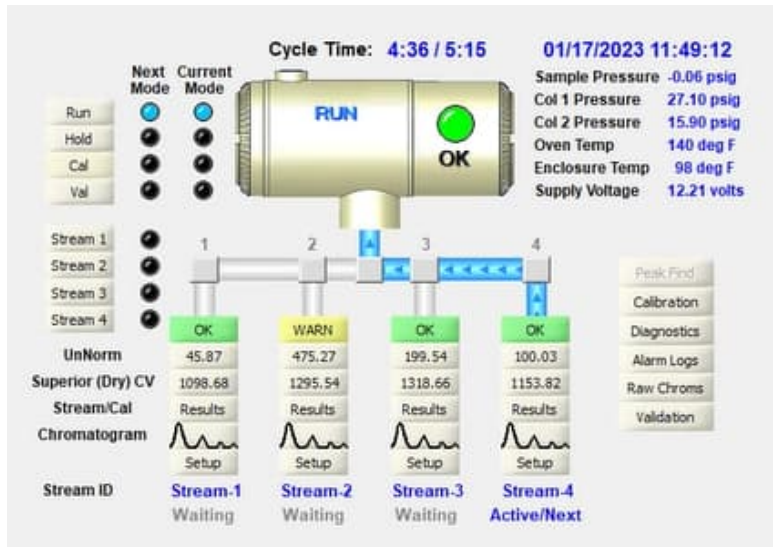 Cycle Time: 4:36 / 5:15 01/17/2023 11:49:12
Next Mode Current Mode
Sample Pressure -0.06 psig
Col 1 Pressure 27.10 psig
Col 2 Pressure 15.90 psig
Oven Temp 140 deg F
Enclosure Temp 98 deg F
Supply Voltage 12.21 volts
Run
Hold
Cal
Val
RUN
OK
Stream 1
Stream 2
Stream 3
Stream 4
1 2 3 4
Peak Find
Calibration
Diagnostics
Alarm Logs
Raw Chroms
Validation
OK WARN OK OK
UnNorm 45.87 475.27 199.54 100.03
Superior (Dry) CV 1098.68 1295.54 1318.66 1153.82
Stream/Cal Results Results Results Results
Chromatogram
Setup Setup Setup Setup
Stream ID Stream-1 Stream-2 Stream-3 Stream-4
Waiting Waiting Waiting Active/Next